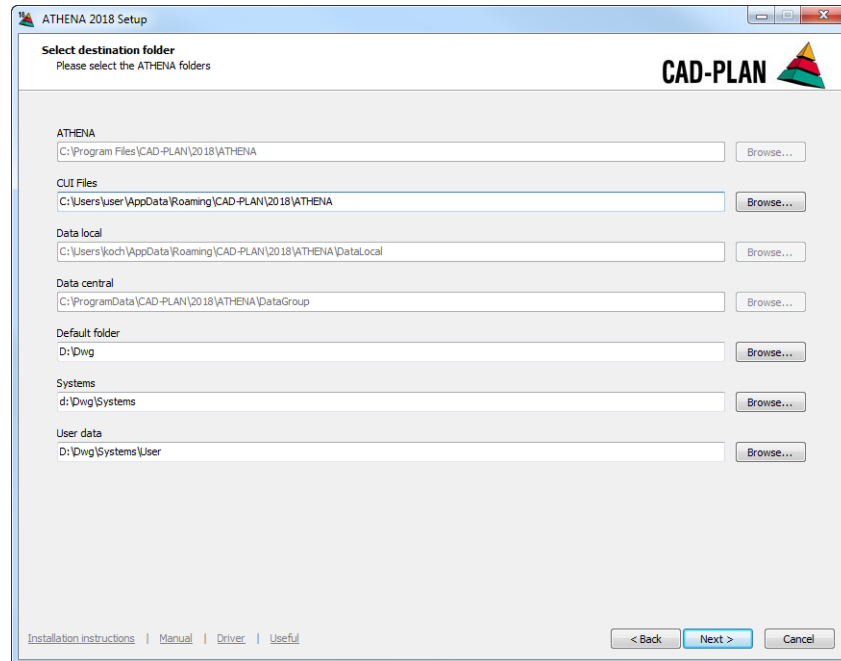 ATHENA 2018 Setup
Select destination folder
Please select the ATHENA folders
CAD-PLAN
ATHENA
C:\Program Files\CAD-PLAN\2018\ATHENA
Browse...
CUI Files
C:\Users\user\AppData\Roaming\CAD-PLAN\2018\ATHENA
Browse...
Data local
C:\Users\koch\AppData\Roaming\CAD-PLAN\2018\ATHENA\DataLocal
Browse...
Data central
C:\ProgramData\CAD-PLAN\2018\ATHENA\DataGroup
Browse...
Default folder
D:\Dwg
Browse...
Systems
d:\Dwg\Systems
Browse...
User data
D:\Dwg\Systems\User
Browse...
Installation instructions | Manual | Driver | Useful
< Back Next > Cancel